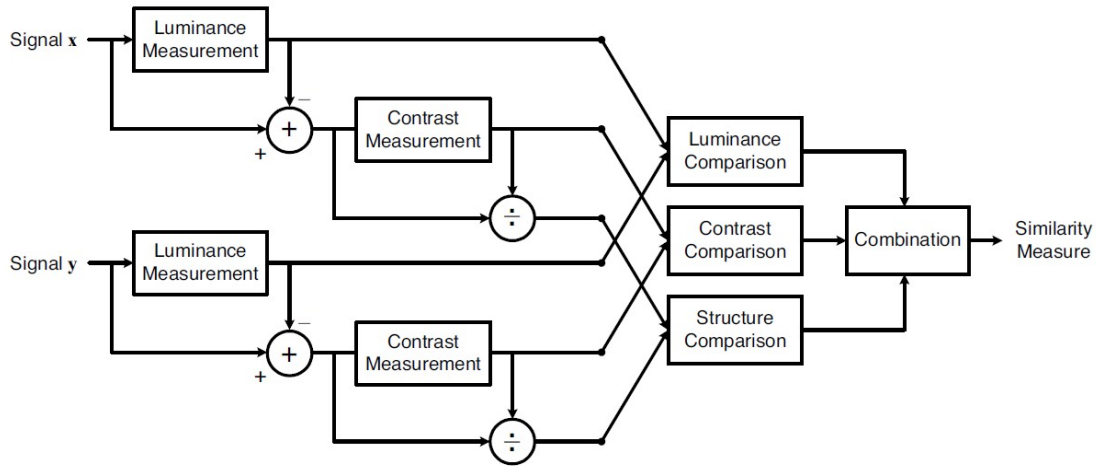 Signal x
Luminance
Measurement
−
+
+
Contrast
Measurement
÷
Signal y
Luminance
Measurement
−
+
+
Contrast
Measurement
÷
Luminance
Comparison
Contrast
Comparison
Structure
Comparison
Combination
Similarity
Measure